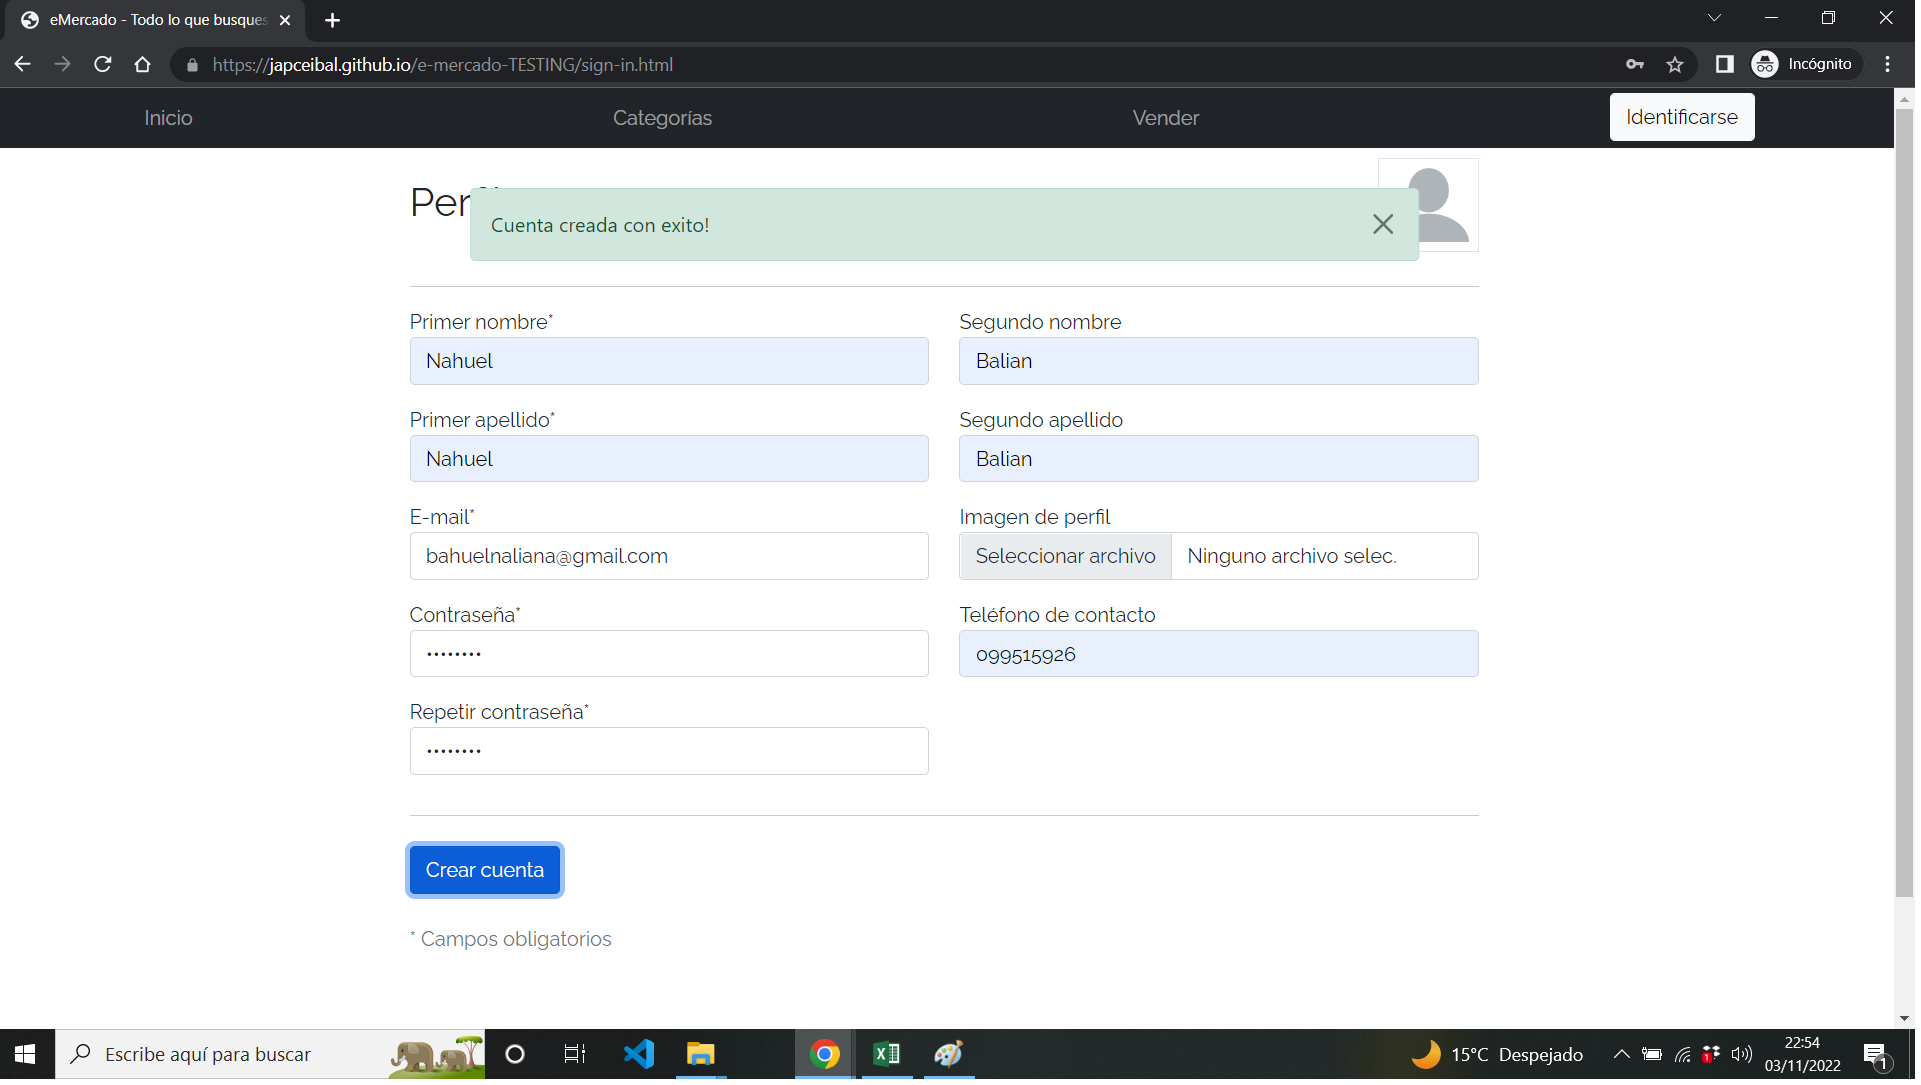 eMercado - Todo lo que busques
https://japceibal.github.io/e-mercado-TESTING/sign-in.html
Incógnito
Inicio
Categorías
Vender
Identificarse
Cuenta creada con exito!
Primer nombre*
Segundo nombre
Nahuel
Balian
Primer apellido*
Segundo apellido
Nahuel
Balian
E-mail*
Imagen de perfil
bahuelnaliana@gmail.com
Seleccionar archivo
Ninguno archivo selec.
Contraseña*
Teléfono de contacto
••••••••
099515926
Repetir contraseña*
••••••••
Crear cuenta
* Campos obligatorios
Escribe aquí para buscar
15°C Despejado
22:54
03/11/2022
1